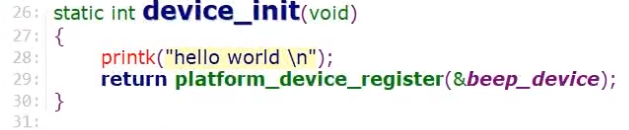 26: static int device_init(void)
27: {
28: printk("hello world \n");
29: return platform_device_register(&beep_device);
30: }
31: